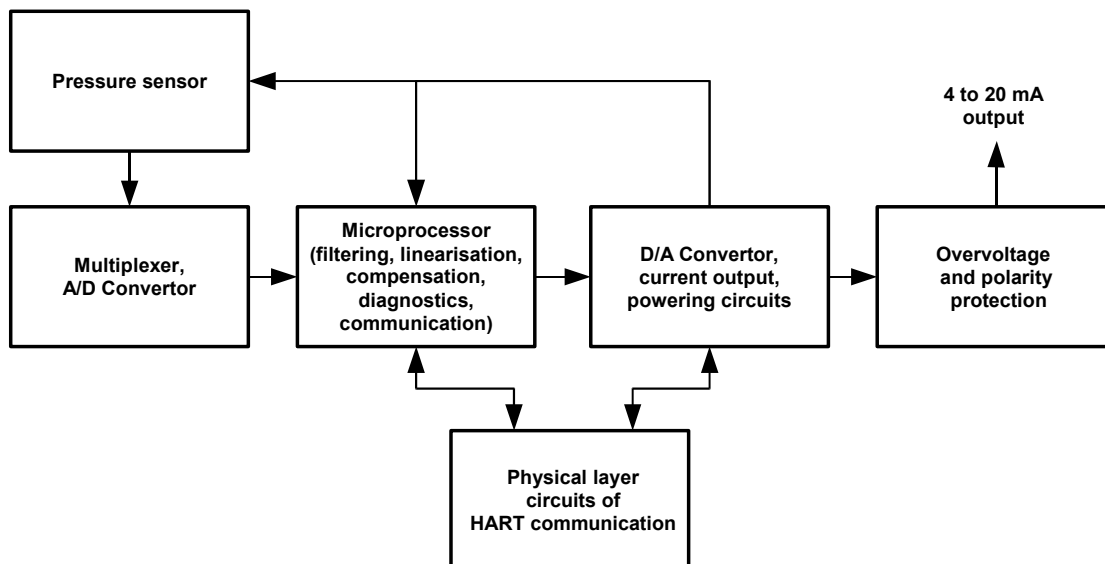 Pressure sensor
4 to 20 mA
output
Multiplexer,
A/D Convertor
Microprocessor
(filtering, linearisation,
compensation,
diagnostics,
communication)
D/A Convertor,
current output,
powering circuits
Overvoltage
and polarity
protection
Physical layer
circuits of
HART communication